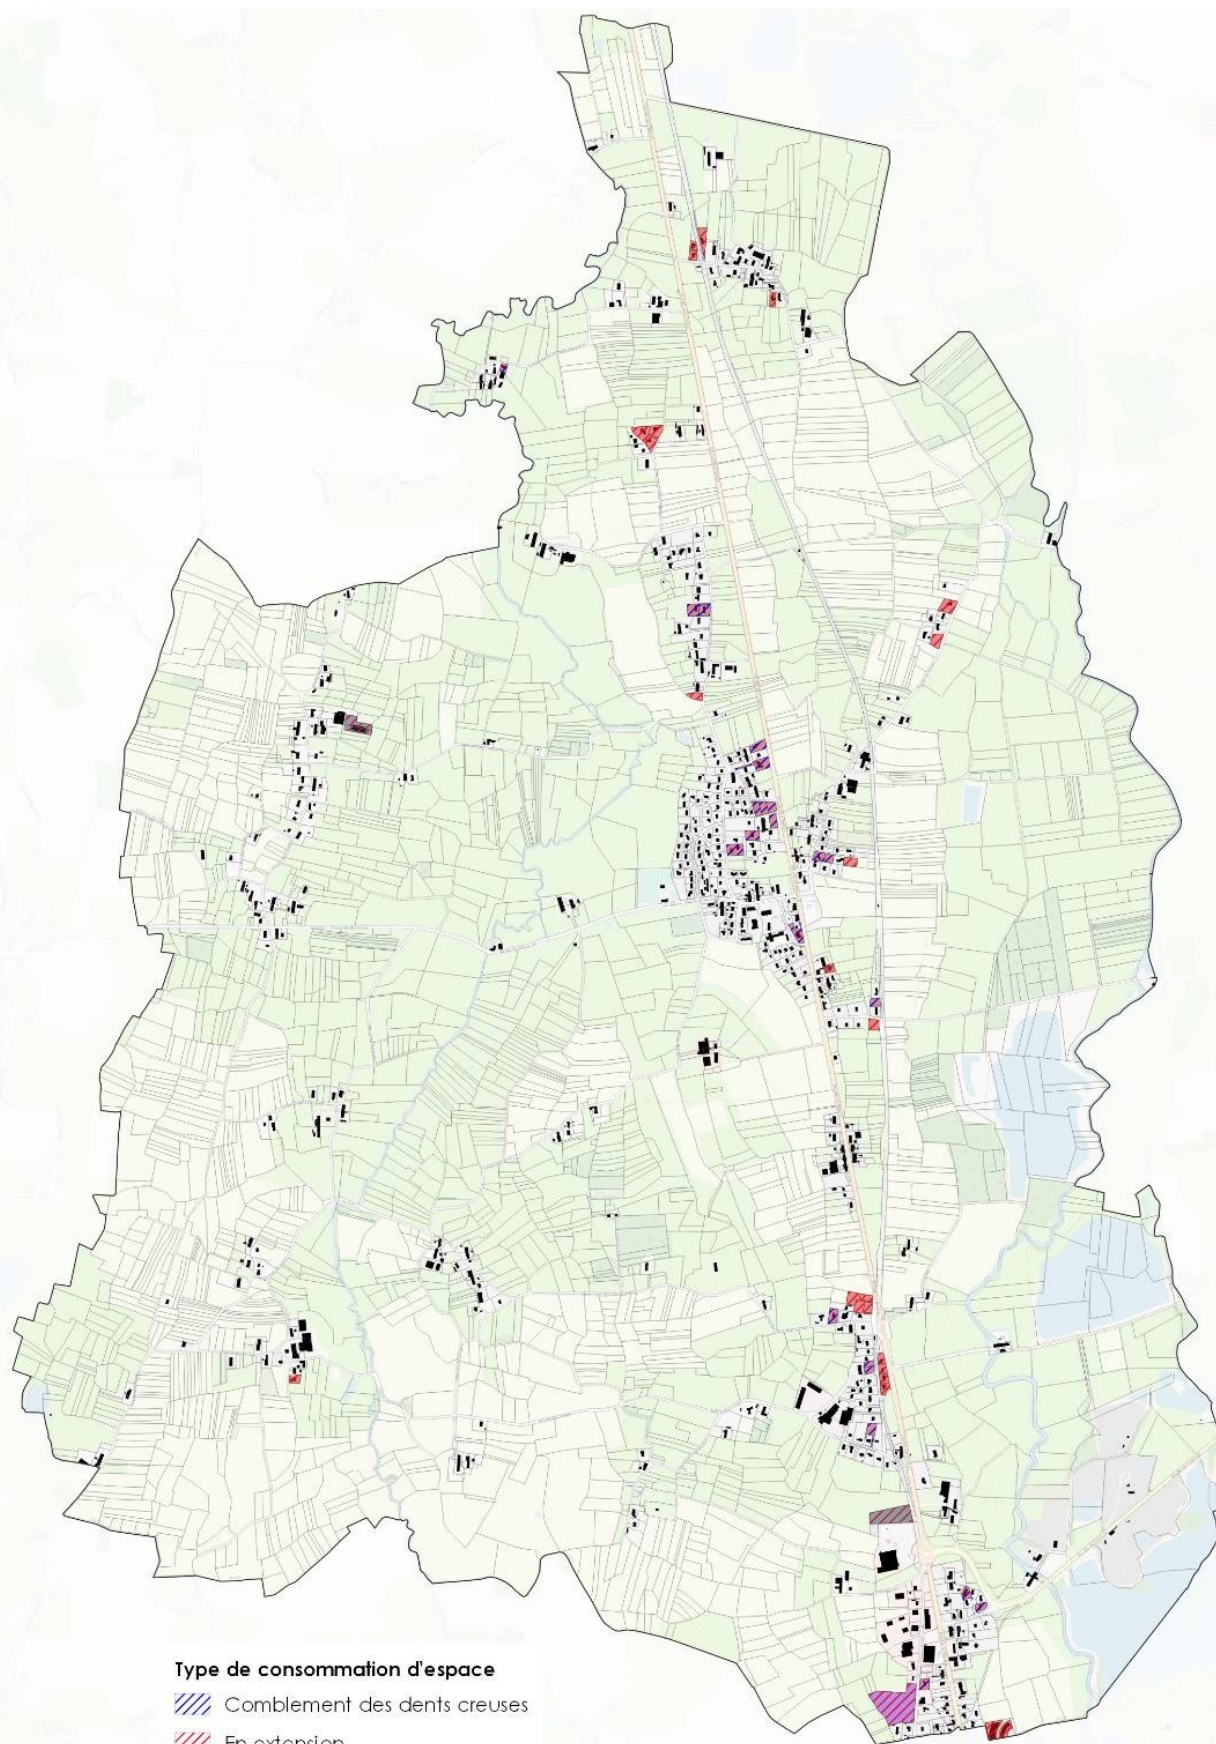 Type de consommation d'espace
Comblement des dents creuses
En extension